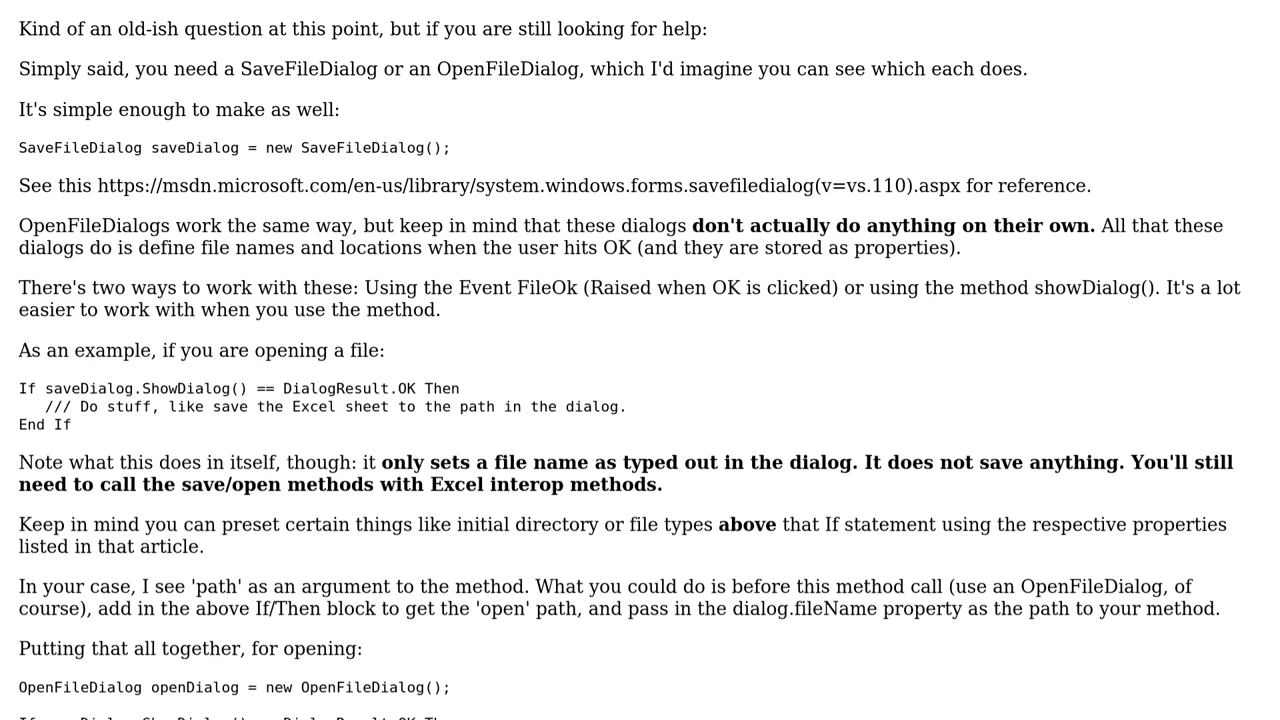 Kind of an old-ish question at this point, but if you are still looking for help:
Simply said, you need a SaveFileDialog or an OpenFileDialog, which I'd imagine you can see which each does.
It's simple enough to make as well:
SaveFileDialog saveDialog = new SaveFileDialog();
See this https://msdn.microsoft.com/en-us/library/system.windows.forms.savefiledialog(v=vs.110).aspx for reference.
OpenFileDialogs work the same way, but keep in mind that these dialogs don't actually do anything on their own. All that these
dialogs do is define file names and locations when the user hits OK (and they are stored as properties).
There's two ways to work with these: Using the Event FileOk (Raised when OK is clicked) or using the method showDialog(). It's a lot
easier to work with when you use the method.
As an example, if you are opening a file:
If saveDialog.ShowDialog() == DialogResult.OK Then
   /// Do stuff, like save the Excel sheet to the path in the dialog.
End If
Note what this does in itself, though: it only sets a file name as typed out in the dialog. It does not save anything. You'll still
need to call the save/open methods with Excel interop methods.
Keep in mind you can preset certain things like initial directory or file types above that If statement using the respective properties
listed in that article.
In your case, I see 'path' as an argument to the method. What you could do is before this method call (use an OpenFileDialog, of
course), add in the above If/Then block to get the 'open' path, and pass in the dialog.fileName property as the path to your method.
Putting that all together, for opening:
OpenFileDialog openDialog = new OpenFileDialog();